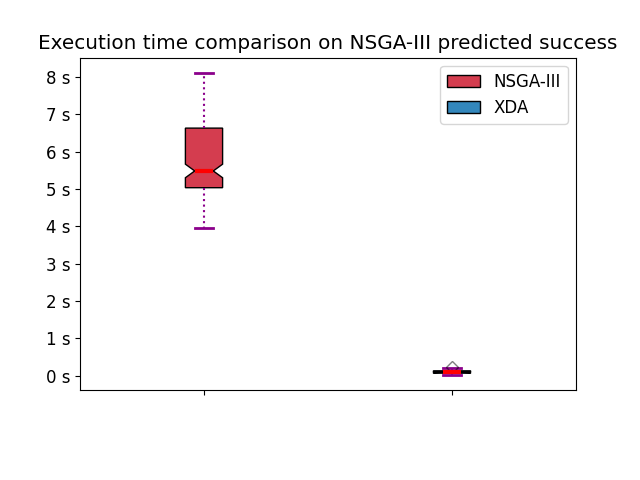 Execution time comparison on NSGA-III predicted success
8 s
7 s
6 s
5 s
4 s
3 s
2 s
1 s
0 s
NSGA-III
XDA